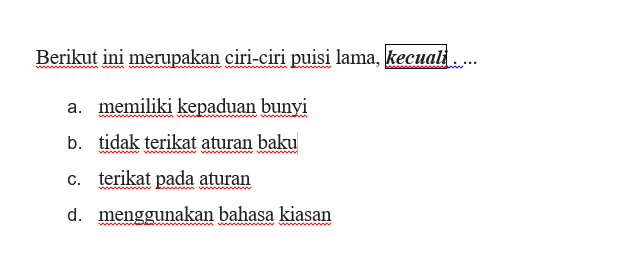 Berikut ini merupakan ciri-ciri puisi lama, kecuali . ...
a. memiliki kepaduan bunyi
b. tidak terikat aturan baku
c. terikat pada aturan
d. menggunakan bahasa kiasan